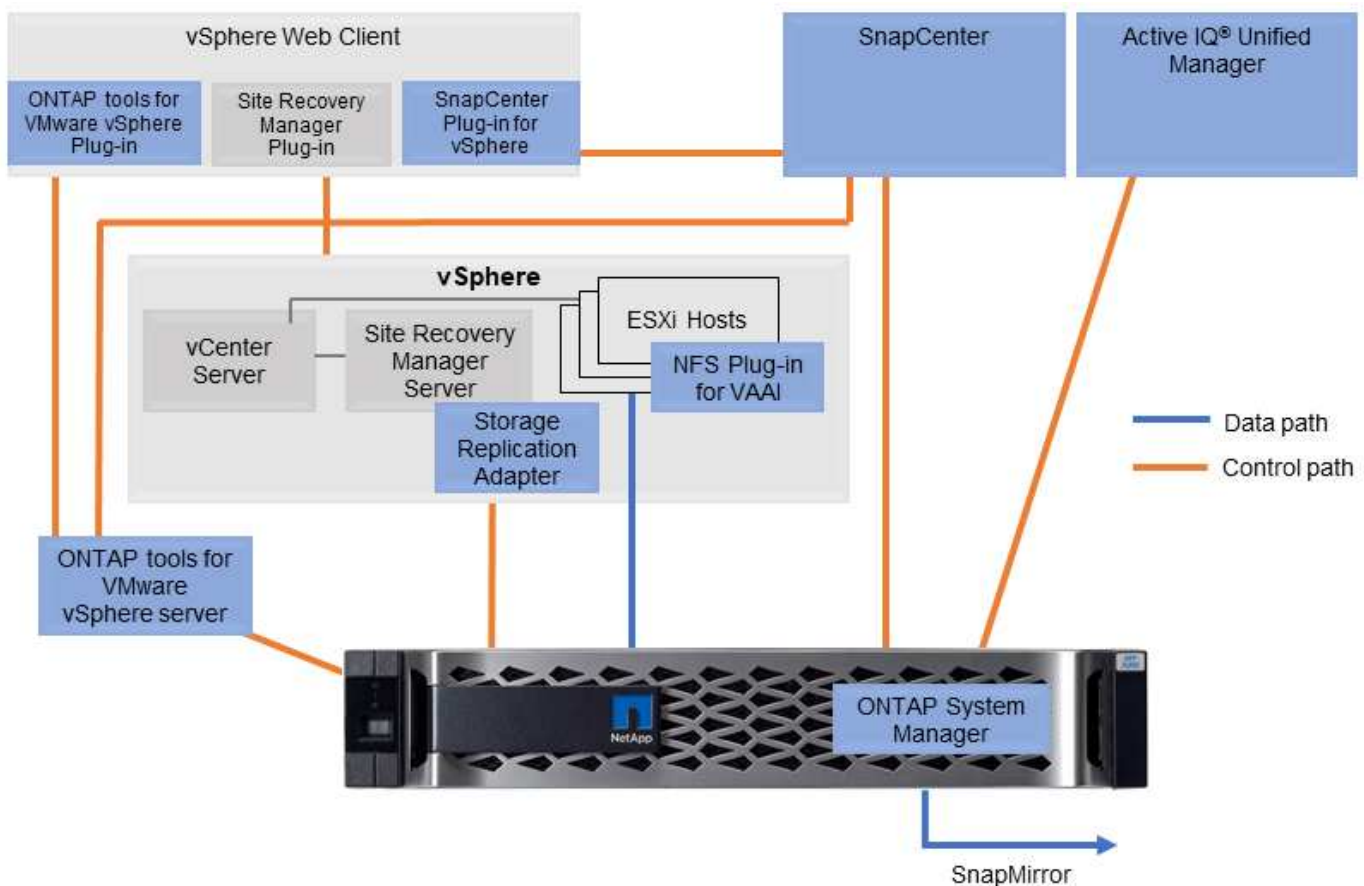 vSphere Web Client
ONTAP tools for
VMware vSphere
Plug-in
Site Recovery
Manager
Plug-in
SnapCenter
Plug-in for
vSphere
SnapCenter
Active IQ® Unified
Manager
vSphere
vCenter
Server
Site Recovery
Manager
Server
Storage
Replication
Adapter
ESXi Hosts
NFS Plug-in
for VAAI
Data path
Control path
ONTAP tools for
VMware
vSphere server
NetApp
ONTAP System
Manager
SnapMirror